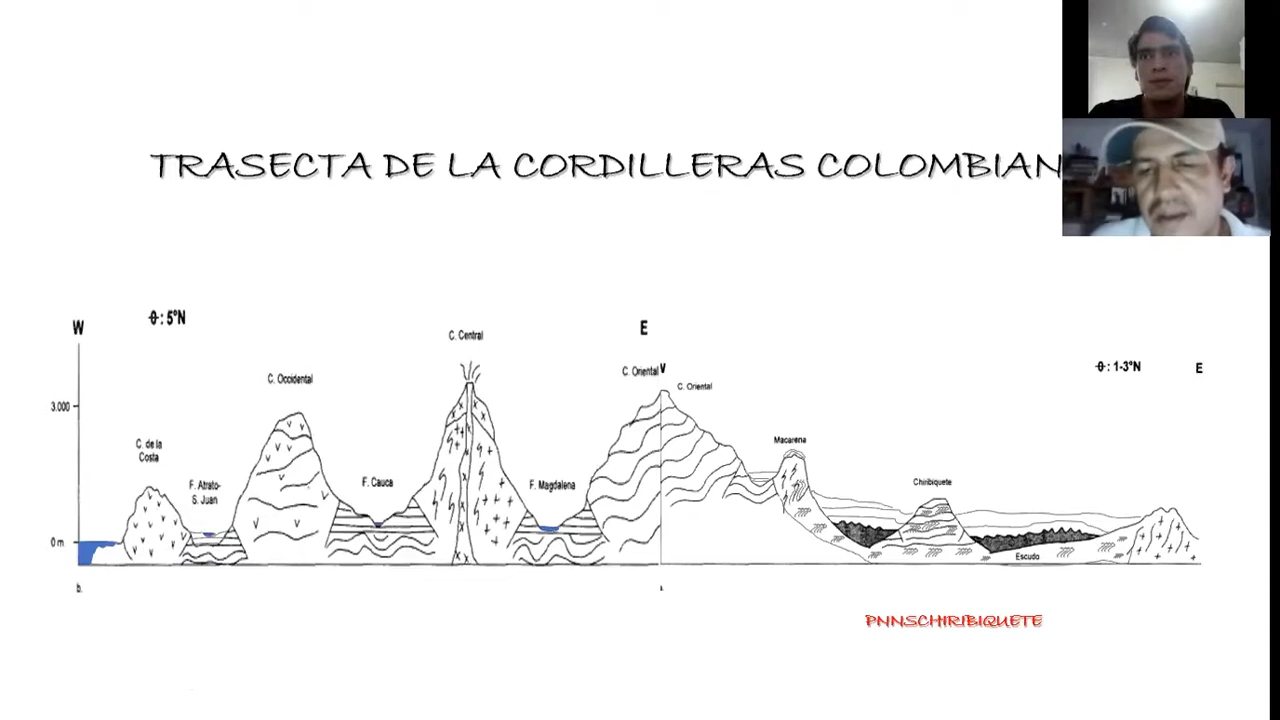 TRASECTA DE LA CORDILLERAS COLOMBIAN
W
Ɵ: 5°N
C. Central
E
C. Occidental
C. Oriental
V
C. Oriental
Ɵ: 1-3°N
E
3.000
C. de la
Costa
Macarena
F. Atrato-
S. Juan
F. Cauca
F. Magdalena
Chiribiquete
0 m
Escudo
b.
PNNSCHIRIBIQUETE